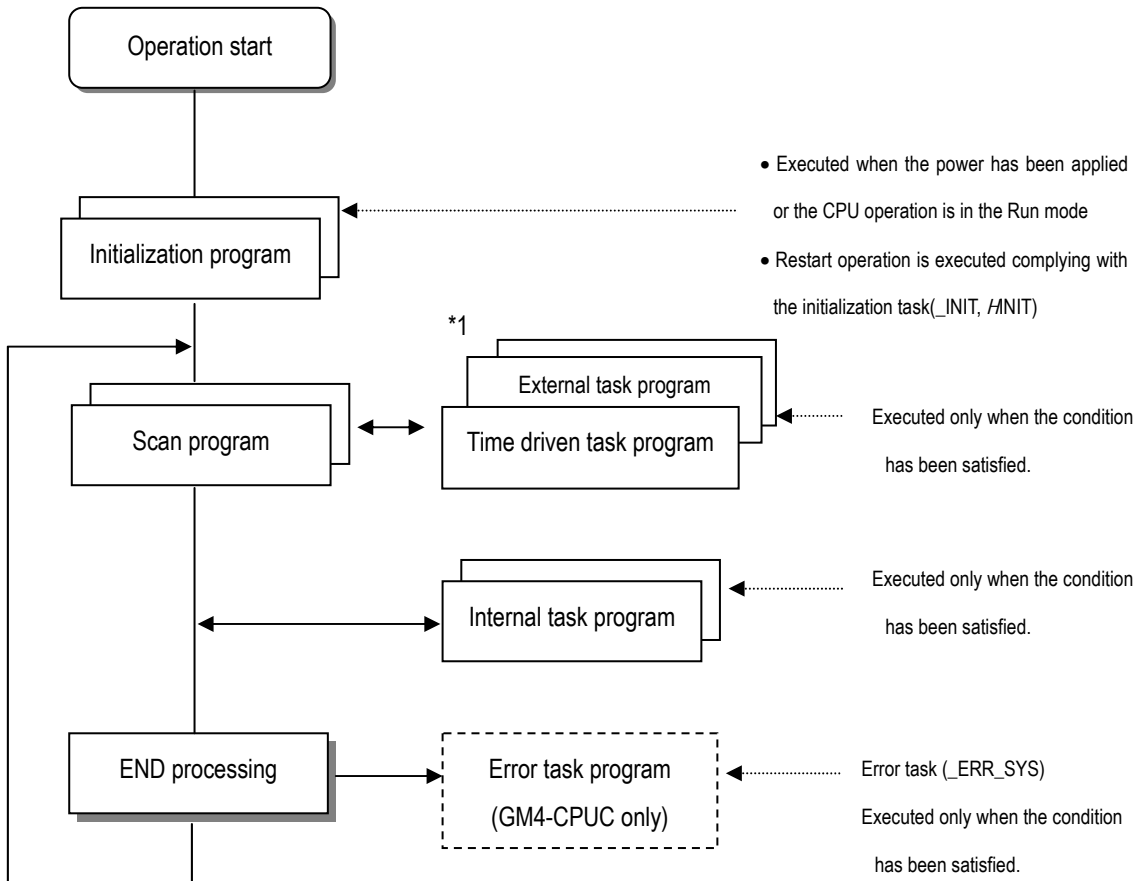 Operation start
• Executed when the power has been applied
or the CPU operation is in the Run mode
Initialization program
• Restart operation is executed complying with
the initialization task(_INIT, _HINIT)
*1
External task program
Scan program
Time driven task program
Executed only when the condition
has been satisfied.
Internal task program
Executed only when the condition
has been satisfied.
END processing
Error task program
(GM4-CPUC only)
Error task (_ERR_SYS)
Executed only when the condition
has been satisfied.